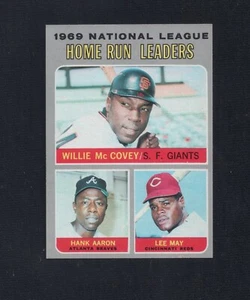 1969 NATIONAL LEAGUE
HOME RUN LEADERS
WILLIE McCOVEY/S. F. GIANTS
HANK AARON
ATLANTA BRAVES
LEE MAY
CINCINNATI REDS